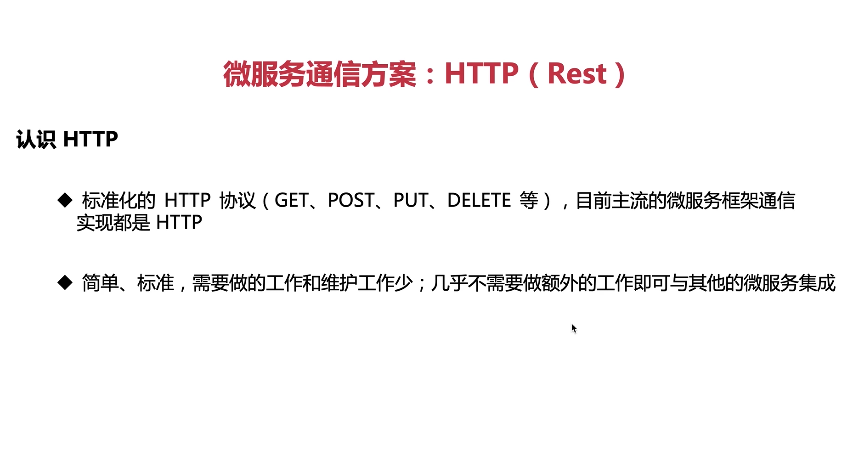 微服务通信方案：HTTP（Rest）
认识 HTTP
◆ 标准化的 HTTP 协议（GET、POST、PUT、DELETE 等），目前主流的微服务框架通信
实现都是 HTTP
◆ 简单、标准，需要做的工作和维护工作少；几乎不需要做额外的工作即可与其他的微服务集成